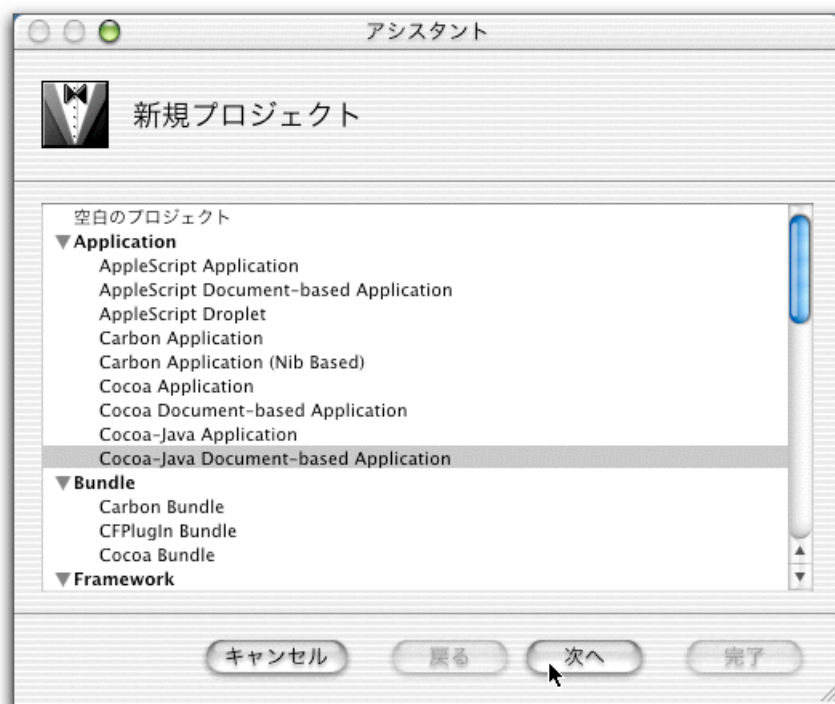 アシスタント
新規プロジェクト
空白のプロジェクト
Application
AppleScript Application
AppleScript Document-based Application
AppleScript Droplet
Carbon Application
Carbon Application (Nib Based)
Cocoa Application
Cocoa Document-based Application
Cocoa-Java Application
Cocoa-Java Document-based Application
Bundle
Carbon Bundle
CFPlugIn Bundle
Cocoa Bundle
Framework
キャンセル 戻る 次へ 完了